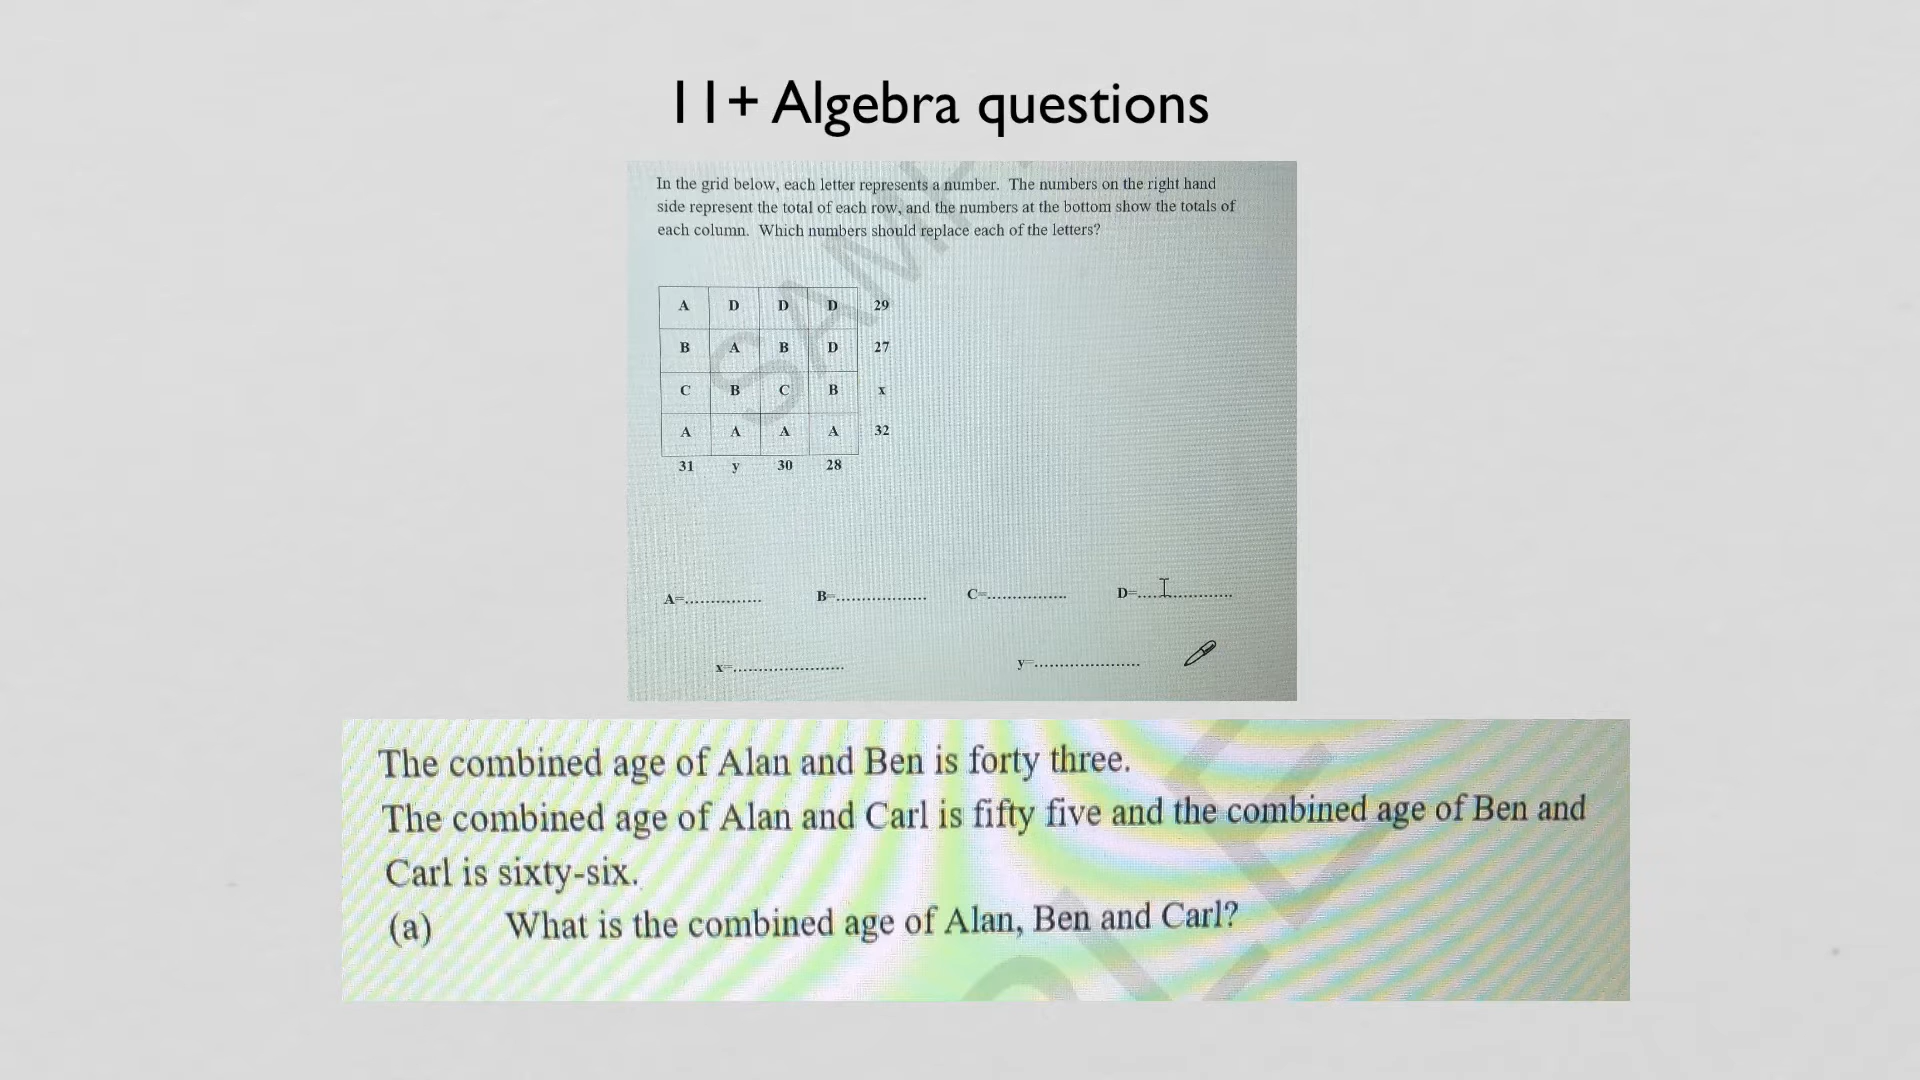 11+ Algebra questions
In the grid below, each letter represents a number. The numbers on the right hand
side represent the total of each row, and the numbers at the bottom show the totals of
each column. Which numbers should replace each of the letters?
A D D D 29
B A B D 27
C B C B x
A A A A 32
31 y 30 28
A=.............. B=.................. C=................ D=...................
x=.................... y=....................
SAMP
The combined age of Alan and Ben is forty three.
The combined age of Alan and Carl is fifty five and the combined age of Ben and
Carl is sixty-six.
(a) What is the combined age of Alan, Ben and Carl?
PLE